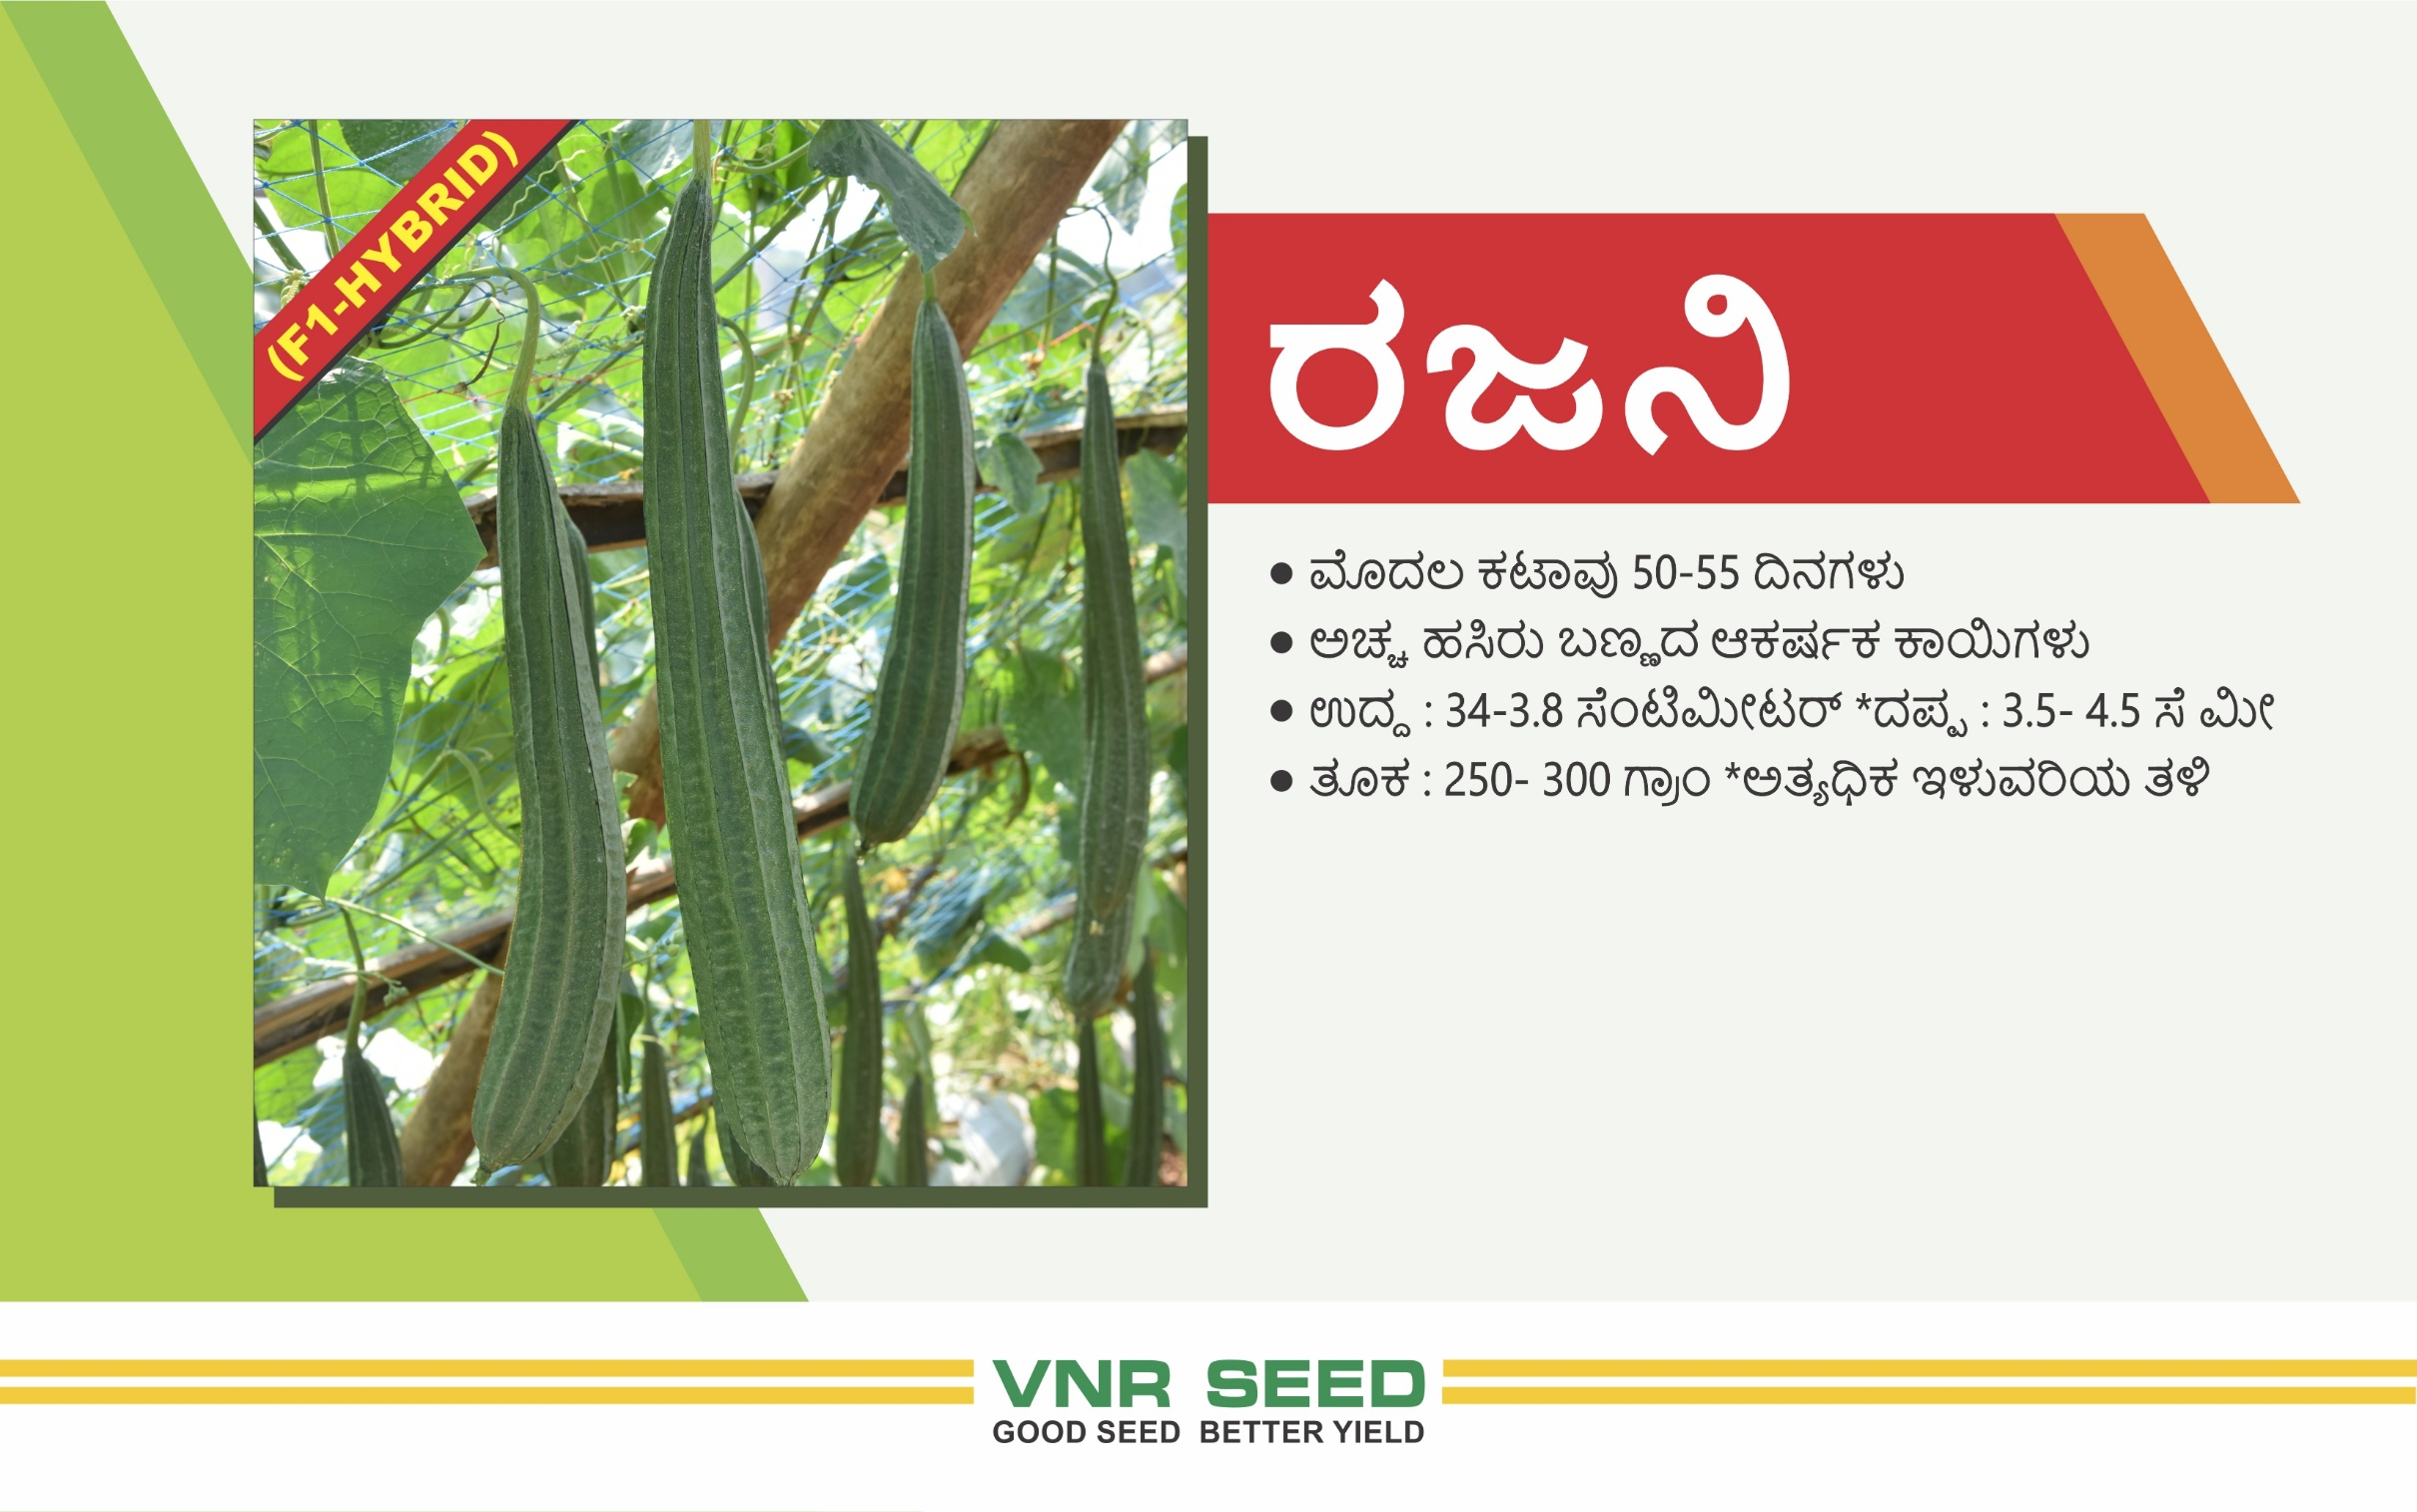 (F1-HYBRID)
ರಜನಿ
● ಮೊದಲ ಕಟಾವು 50-55 ದಿನಗಳು
● ಅಚ್ಚ ಹಸಿರು ಬಣ್ಣದ ಆಕರ್ಷಕ ಕಾಯಿಗಳು
● ಉದ್ದ : 34-3.8 ಸೆಂಟಿಮೀಟರ್ *ದಪ್ಪ : 3.5- 4.5 ಸೆ ಮೀ
● ತೂಕ : 250- 300 ಗ್ರಾಂ *ಅತ್ಯಧಿಕ ಇಳುವರಿಯ ತಳಿ
VNR SEED
GOOD SEED BETTER YIELD